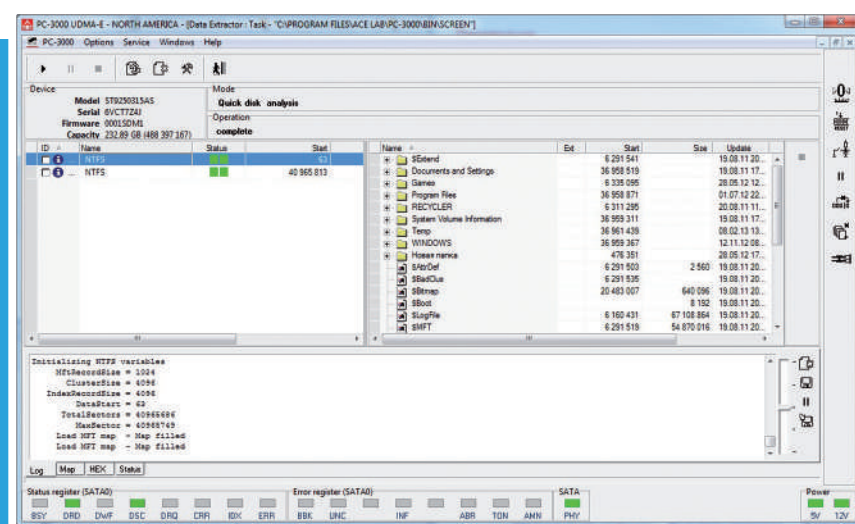 PC-3000 UDMA-E - NORTH AMERICA - [Data Extractor : Task - "C:\PROGRAM FILES\ACE LAB\PC-3000\BIN\SCREEN"]
PC-3000 Options Service Windows Help
Device
Model ST9250315AS
Serial 6VCT7Z4J
Firmware 0001SDM1
Capacity 232.89 GB (488 397 167)
Mode
Quick disk analysis
Operation
complete
ID Name Status Start
NTFS 63
... NTFS 40 965 813
Name Ext Start Size Update
$Extend 6 291 541 19.08.11 20...
Documents and Settings 36 958 519 19.08.11 17...
Games 6 335 095 28.05.12 12...
Program Files 36 958 871 01.07.12 22...
RECYCLER 6 311 295 20.08.11 11...
System Volume Information 36 959 311 19.08.11 17...
Temp 36 961 439 08.02.13 13...
WINDOWS 36 959 367 12.11.12 08...
Новая папка 476 351 28.05.12 17...
$AttrDef 6 291 503 2 560 19.08.11 20...
$BadClus 6 291 535 19.08.11 20...
$Bitmap 20 483 007 640 096 19.08.11 20...
$Boot 8 192 19.08.11 20...
$LogFile 6 160 431 67 108 864 19.08.11 20...
$MFT 6 291 519 54 870 016 19.08.11 20...
Initializing NTFS variables
MftRecordSize = 1024
ClusterSize = 4096
IndexRecordSize = 4096
DataStart = 63
TotalSectors = 40965686
MaxSector = 40965749
Load MFT map - Map filled
Load MFT map - Map filled
Log Map HEX Status
Status register (SATA0) Error register (SATA0) SATA Power
BSY DRD DWF DSC DRQ CRR IDX ERR BBK UNC INF ABR TON AMN PHY 5V 12V